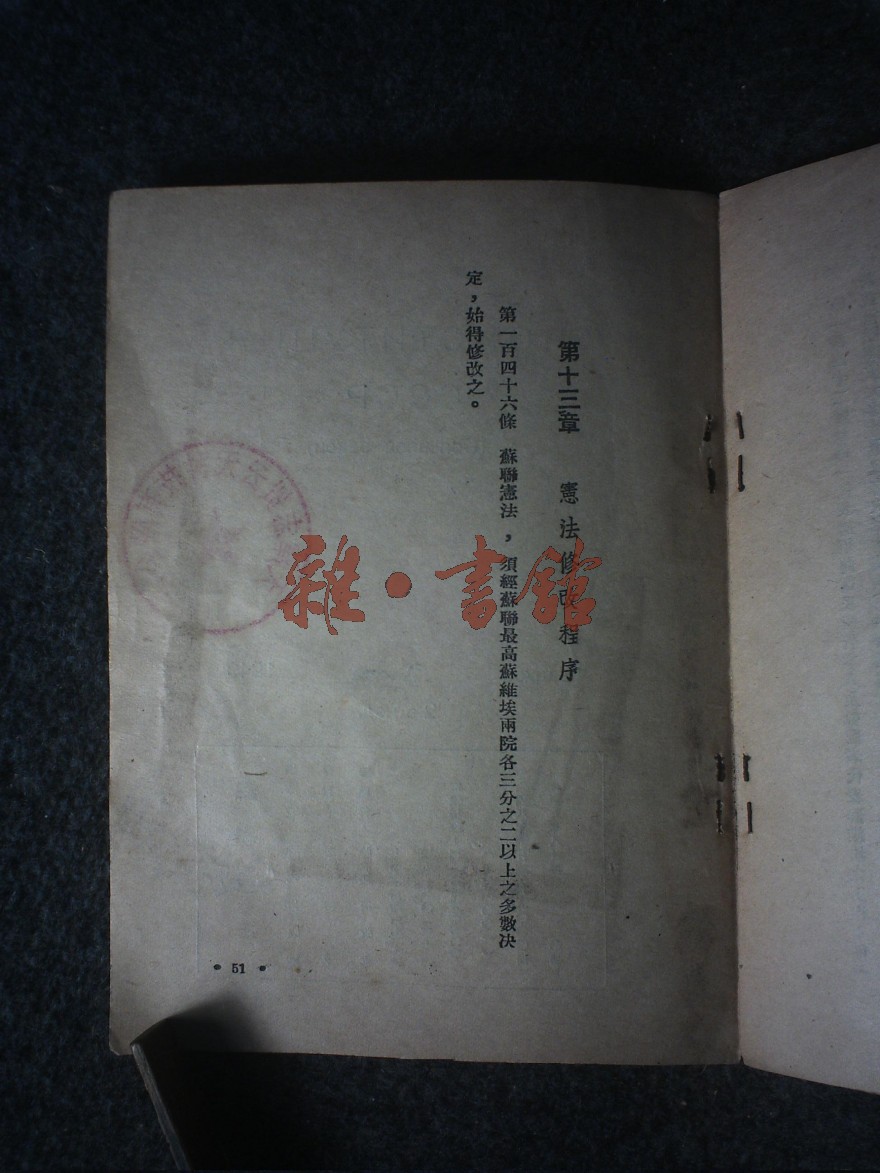 第十三章　憲法修改程序
第一百四十六條　蘇聯憲法，須經蘇聯最高蘇維埃兩院各三分之二以上之多數決
定，始得修改之。
• 51 •
雜·書館